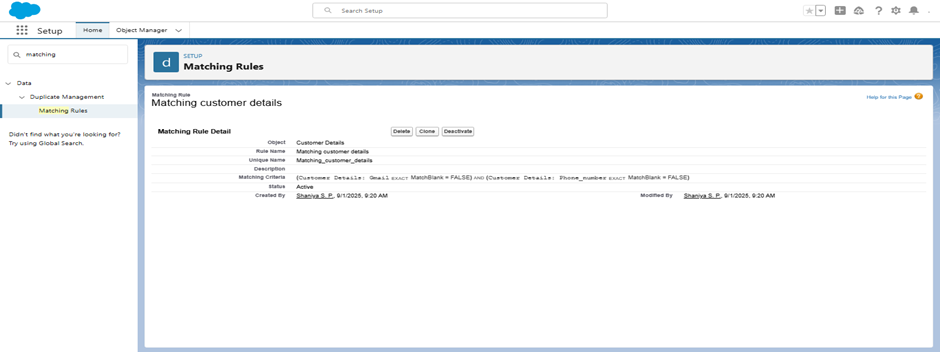 Search Setup
Setup
Home
Object Manager
matching
Data
Duplicate Management
Matching Rules
Didn't find what you're looking for?
Try using Global Search.
d
SETUP
Matching Rules
Matching Rule
Matching customer details
Help for this Page
Matching Rule Detail
Delete Clone Deactivate
Object Customer Details
Rule Name Matching customer details
Unique Name Matching_customer_details
Description
Matching Criteria (Customer Details: Gmail EXACT MatchBlank = FALSE) AND (Customer Details: Phone_number EXACT MatchBlank = FALSE)
Status Active
Created By Shaniya S. P., 9/1/2025, 9:20 AM Modified By Shaniya S. P., 9/1/2025, 9:20 AM